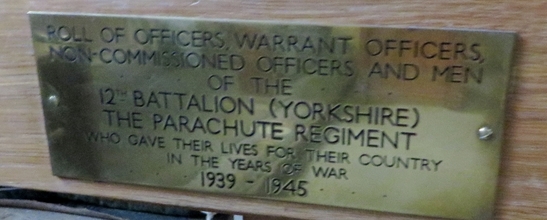 ROLL OF OFFICERS, WARRANT OFFICERS,
NON-COMMISSIONED OFFICERS AND MEN
OF THE
12TH BATTALION (YORKSHIRE)
THE PARACHUTE REGIMENT
WHO GAVE THEIR LIVES FOR THEIR COUNTRY
IN THE YEARS OF WAR
1939 - 1945